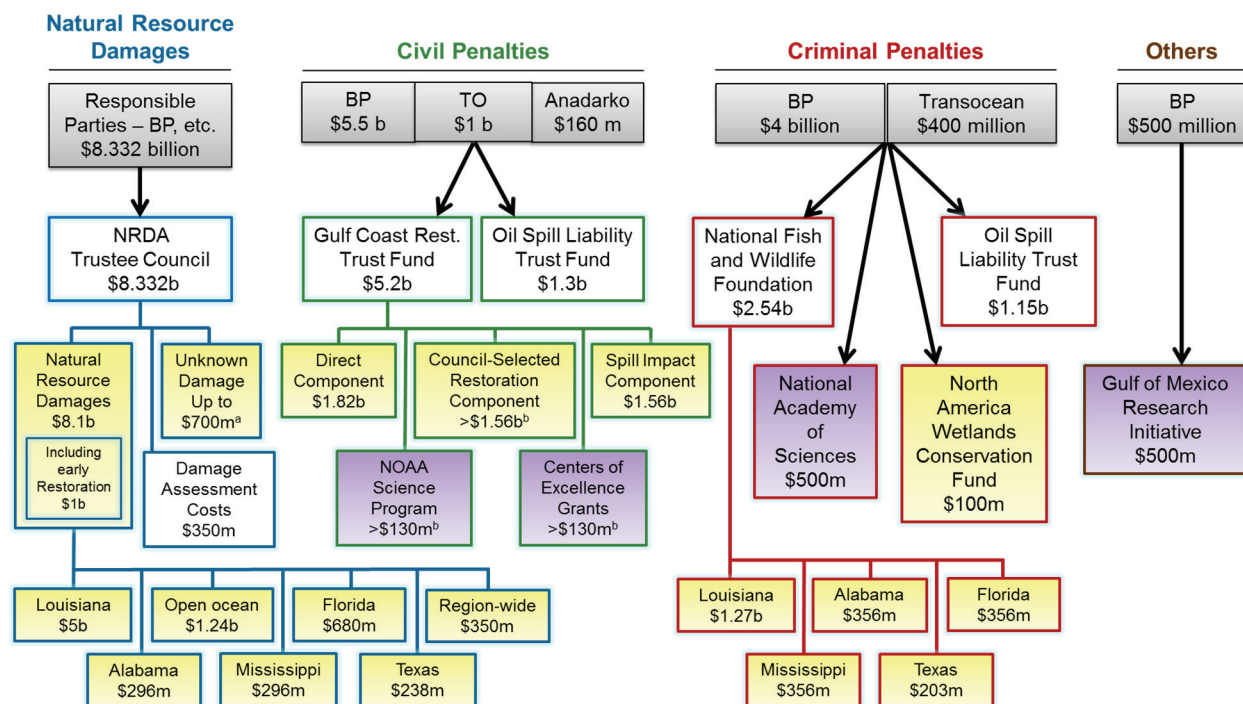 Natural Resource
Damages
Civil Penalties
Criminal Penalties
Others
Responsible
Parties – BP, etc.
$8.332 billion
BP
$5.5 b
TO
$1 b
Anadarko
$160 m
BP
$4 billion
Transocean
$400 million
BP
$500 million
NRDA
Trustee Council
$8.332b
Gulf Coast Rest.
Trust Fund
$5.2b
Oil Spill Liability
Trust Fund
$1.3b
National Fish
and Wildlife
Foundation
$2.54b
Oil Spill
Liability Trust
Fund
$1.15b
Natural
Resource
Damages
$8.1b
Including
early
Restoration
$1b
Unknown
Damage
Up to
$700mᵃ
Damage
Assessment
Costs
$350m
Direct
Component
$1.82b
Council-Selected
Restoration
Component
>$1.56bᵇ
Spill Impact
Component
$1.56b
NOAA
Science
Program
>$130mᵇ
Centers of
Excellence
Grants
>$130mᵇ
National
Academy
of
Sciences
$500m
North
America
Wetlands
Conservation
Fund
$100m
Gulf of Mexico
Research
Initiative
$500m
Louisiana
$5b
Open ocean
$1.24b
Florida
$680m
Region-wide
$350m
Alabama
$296m
Mississippi
$296m
Texas
$238m
Louisiana
$1.27b
Alabama
$356m
Florida
$356m
Mississippi
$356m
Texas
$203m